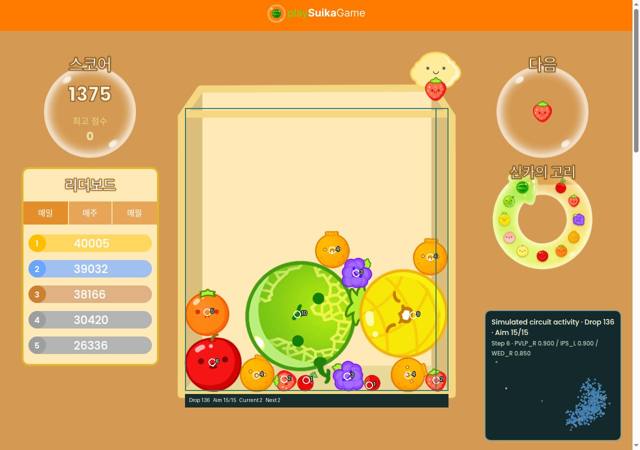 playSuikaGame
스코어
1375
최고 점수
0
다음
리더보드
매일
매주
매월
1 40005
2 39032
3 38166
4 30420
5 26336
신카의 고리
Simulated circuit activity · Drop 136 · Aim 15/15
Step 6 · PVLP_R 0.900 / IPS_L 0.900 / WED_R 0.850
Drop 136 Aim 15/15 Current 2 Next 2